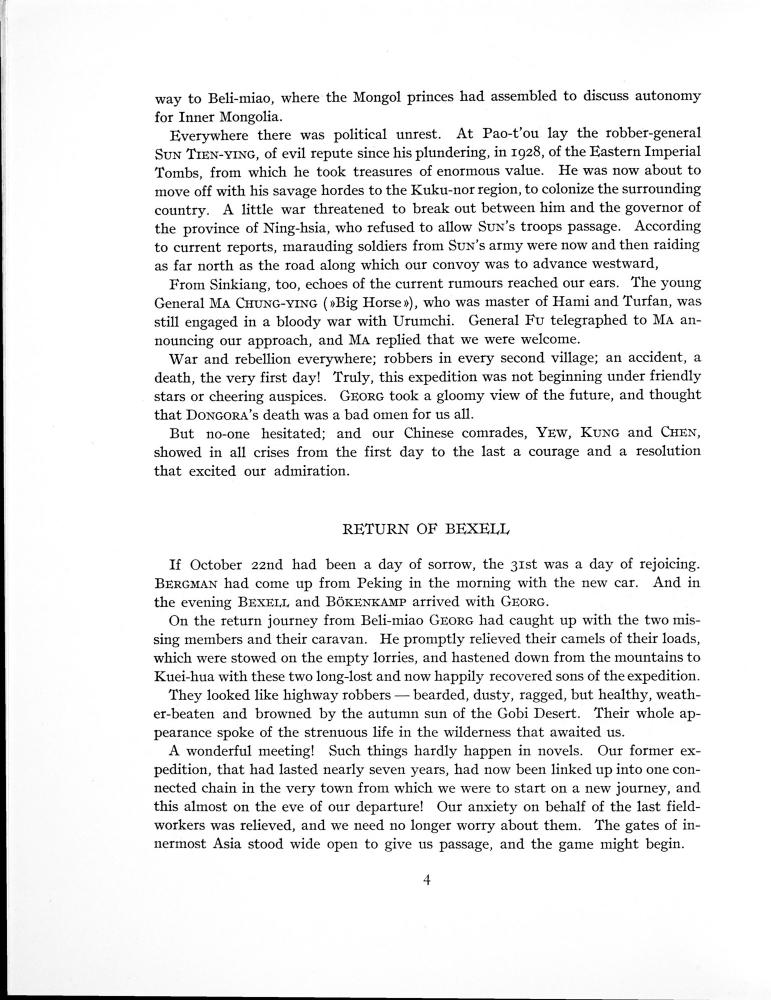 way to Beli-miao, where the Mongol princes had assembled to discuss autonomy
for Inner Mongolia.
Everywhere there was political unrest. At Pao-t'ou lay the robber-general
SUN TIEN-YING, of evil repute since his plundering, in 1928, of the Eastern Imperial
Tombs, from which he took treasures of enormous value. He was now about to
move off with his savage hordes to the Kuku-nor region, to colonize the surrounding
country. A little war threatened to break out between him and the governor of
the province of Ning-hsia, who refused to allow SUN's troops passage. According
to current reports, marauding soldiers from SUN's army were now and then raiding
as far north as the road along which our convoy was to advance westward,
From Sinkiang, too, echoes of the current rumours reached our ears. The young
General MA CHUNG-YING (»Big Horse»), who was master of Hami and Turfan, was
still engaged in a bloody war with Urumchi. General FU telegraphed to MA an-
nouncing our approach, and MA replied that we were welcome.
War and rebellion everywhere; robbers in every second village; an accident, a
death, the very first day! Truly, this expedition was not beginning under friendly
stars or cheering auspices. GEORG took a gloomy view of the future, and thought
that DONGORA's death was a bad omen for us all.
But no-one hesitated; and our Chinese comrades, YEW, KUNG and CHEN,
showed in all crises from the first day to the last a courage and a resolution
that excited our admiration.
RETURN OF BEXELL
If October 22nd had been a day of sorrow, the 31st was a day of rejoicing.
BERGMAN had come up from Peking in the morning with the new car. And in
the evening BEXELL and BÖKENKAMP arrived with GEORG.
On the return journey from Beli-miao GEORG had caught up with the two mis-
sing members and their caravan. He promptly relieved their camels of their loads,
which were stowed on the empty lorries, and hastened down from the mountains to
Kuei-hua with these two long-lost and now happily recovered sons of the expedition.
They looked like highway robbers — bearded, dusty, ragged, but healthy, weath-
er-beaten and browned by the autumn sun of the Gobi Desert. Their whole ap-
pearance spoke of the strenuous life in the wilderness that awaited us.
A wonderful meeting! Such things hardly happen in novels. Our former ex-
pedition, that had lasted nearly seven years, had now been linked up into one con-
nected chain in the very town from which we were to start on a new journey, and
this almost on the eve of our departure! Our anxiety on behalf of the last field-
workers was relieved, and we need no longer worry about them. The gates of in-
nermost Asia stood wide open to give us passage, and the game might begin.
4